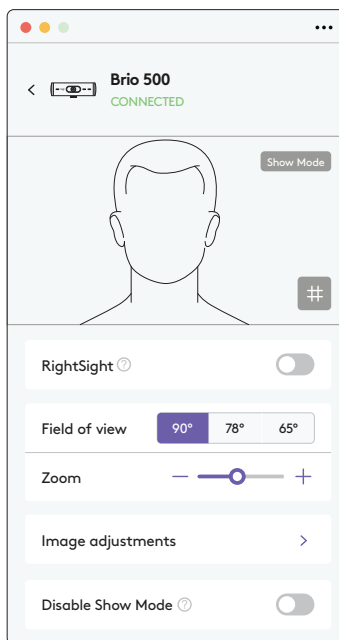 Brio 500
CONNECTED
Show Mode
RightSight ?
Field of view 90° 78° 65°
Zoom
Image adjustments
Disable Show Mode ?